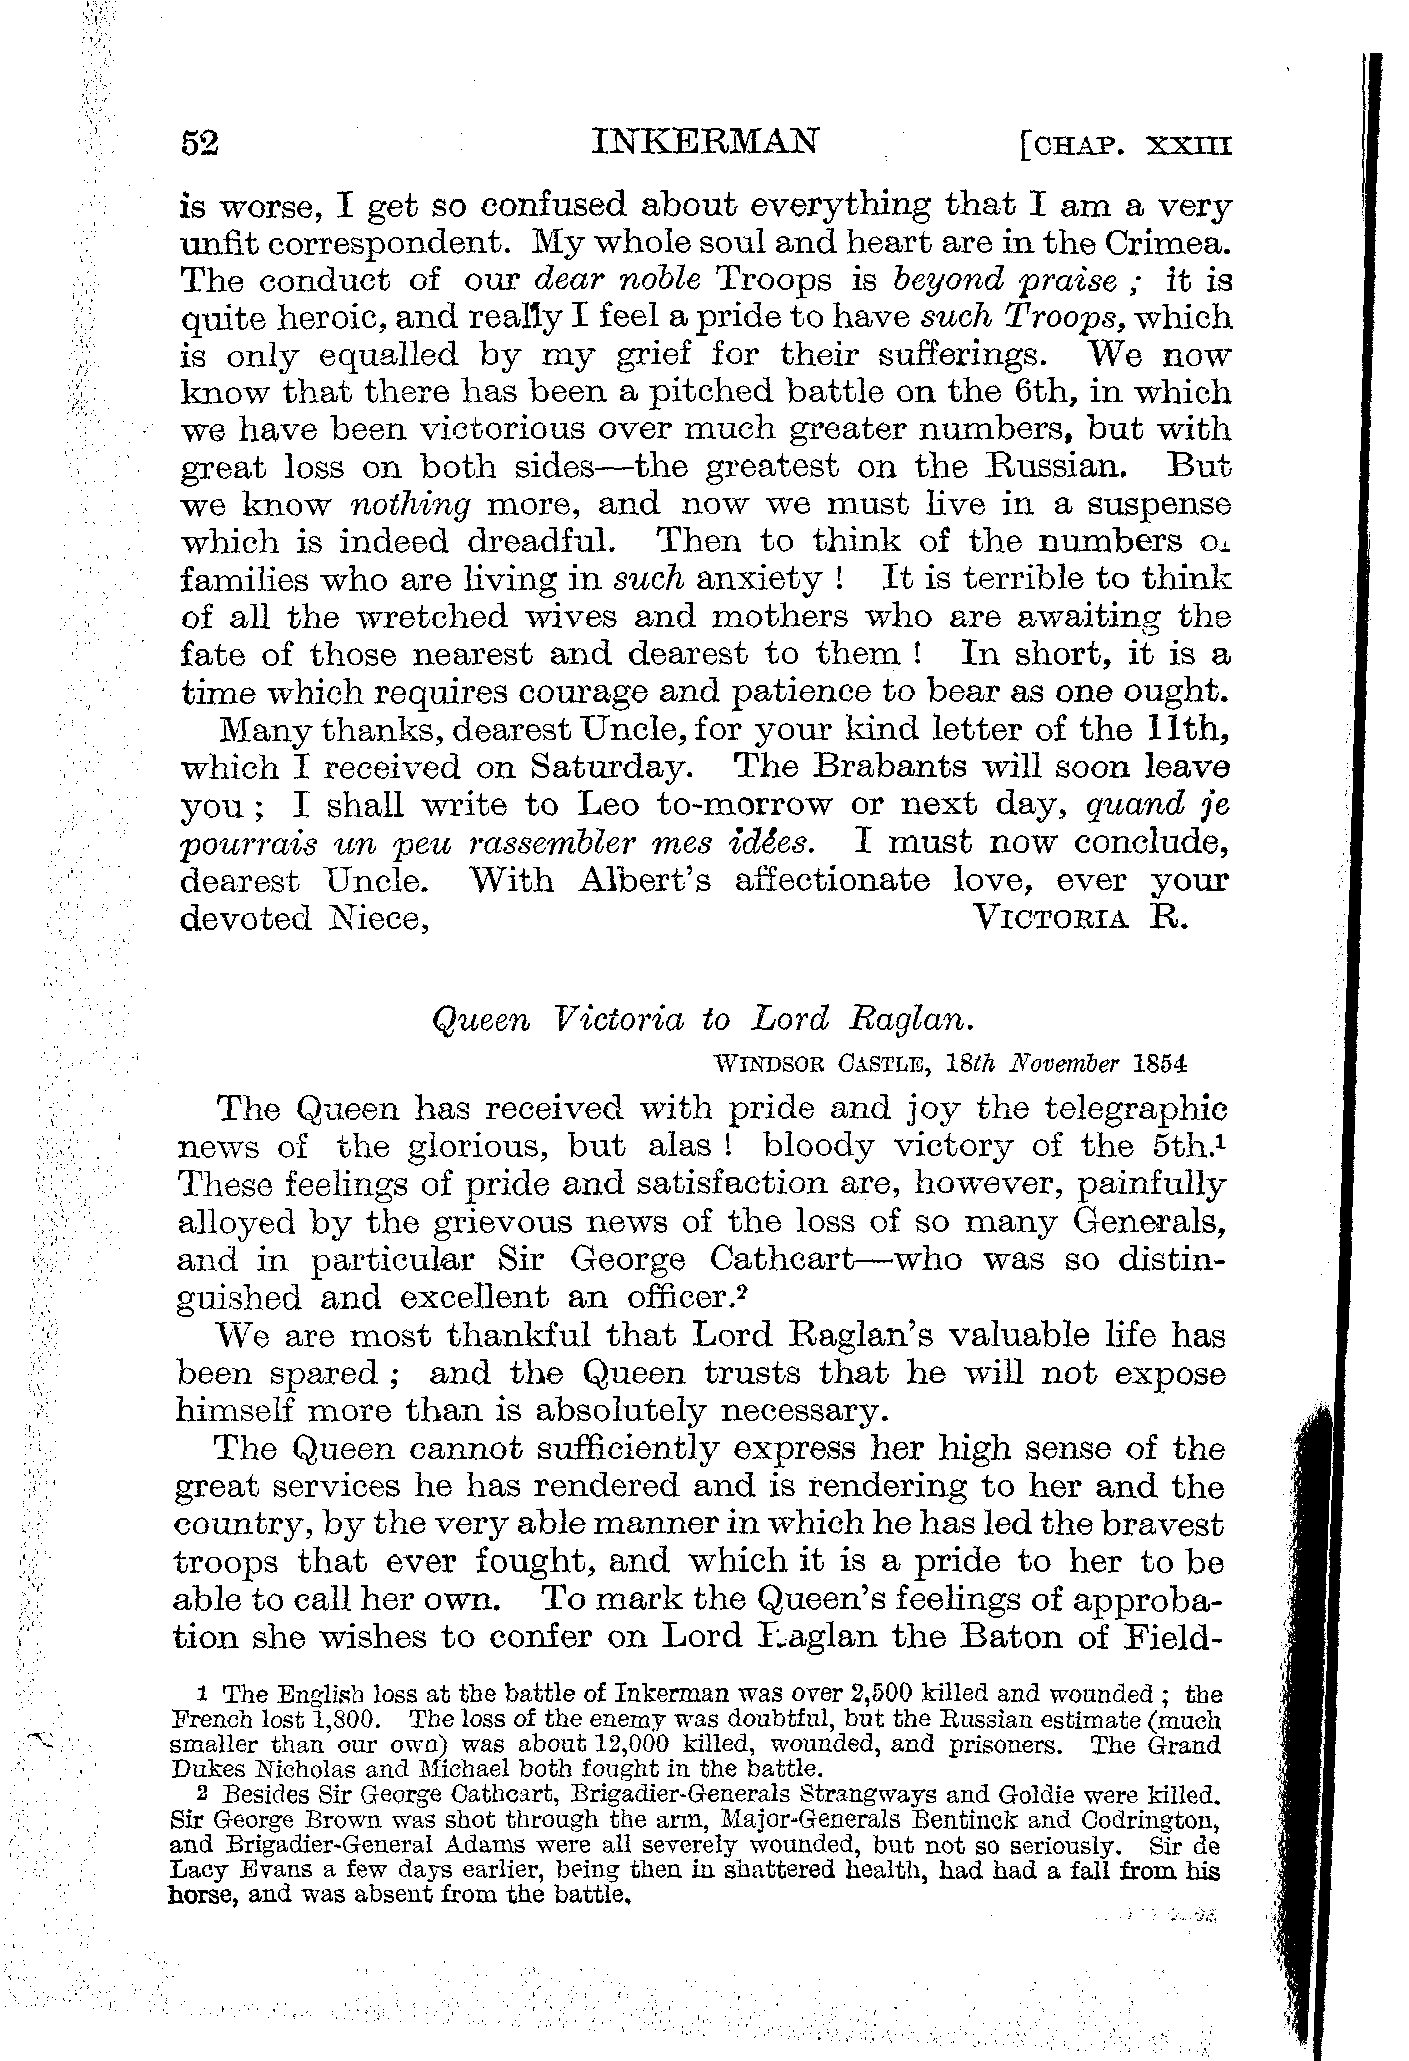 52 INKERMAN [CHAP. XXIII
is worse, I get so confused about everything that I am a very
unfit correspondent. My whole soul and heart are in the Crimea.
The conduct of our dear noble Troops is beyond praise ; it is
quite heroic, and really I feel a pride to have such Troops, which
is only equalled by my grief for their sufferings. We now
know that there has been a pitched battle on the 6th, in which
we have been victorious over much greater numbers, but with
great loss on both sides—the greatest on the Russian. But
we know nothing more, and now we must live in a suspense
which is indeed dreadful. Then to think of the numbers of
families who are living in such anxiety ! It is terrible to think
of all the wretched wives and mothers who are awaiting the
fate of those nearest and dearest to them ! In short, it is a
time which requires courage and patience to bear as one ought.
Many thanks, dearest Uncle, for your kind letter of the 11th,
which I received on Saturday. The Brabants will soon leave
you ; I shall write to Leo to-morrow or next day, quand je
pourrais un peu rassembler mes idées. I must now conclude,
dearest Uncle. With Albert's affectionate love, ever your
devoted Niece, VICTORIA R.
Queen Victoria to Lord Raglan.
WINDSOR CASTLE, 18th November 1854
The Queen has received with pride and joy the telegraphic
news of the glorious, but alas ! bloody victory of the 5th.¹
These feelings of pride and satisfaction are, however, painfully
alloyed by the grievous news of the loss of so many Generals,
and in particular Sir George Cathcart—who was so distin-
guished and excellent an officer.²
We are most thankful that Lord Raglan's valuable life has
been spared ; and the Queen trusts that he will not expose
himself more than is absolutely necessary.
The Queen cannot sufficiently express her high sense of the
great services he has rendered and is rendering to her and the
country, by the very able manner in which he has led the bravest
troops that ever fought, and which it is a pride to her to be
able to call her own. To mark the Queen's feelings of approba-
tion she wishes to confer on Lord Raglan the Baton of Field-
1 The English loss at the battle of Inkerman was over 2,500 killed and wounded ; the
French lost 1,800. The loss of the enemy was doubtful, but the Russian estimate (much
smaller than our own) was about 12,000 killed, wounded, and prisoners. The Grand
Dukes Nicholas and Michael both fought in the battle.
2 Besides Sir George Cathcart, Brigadier-Generals Strangways and Goldie were killed.
Sir George Brown was shot through the arm, Major-Generals Bentinck and Codrington,
and Brigadier-General Adams were all severely wounded, but not so seriously. Sir de
Lacy Evans a few days earlier, being then in shattered health, had had a fall from his
horse, and was absent from the battle.